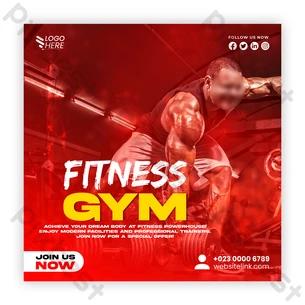 LOGO
HERE
FOLLOW US NOW
FITNESS
GYM
ACHIEVE YOUR DREAM BODY AT FITNESS POWERHOUSE!
ENJOY MODERN FACILITIES AND PROFESSIONAL TRAINERS.
JOIN NOW FOR A SPECIAL OFFER!
JOIN US
NOW
+023 0000 6789
websitelink.com